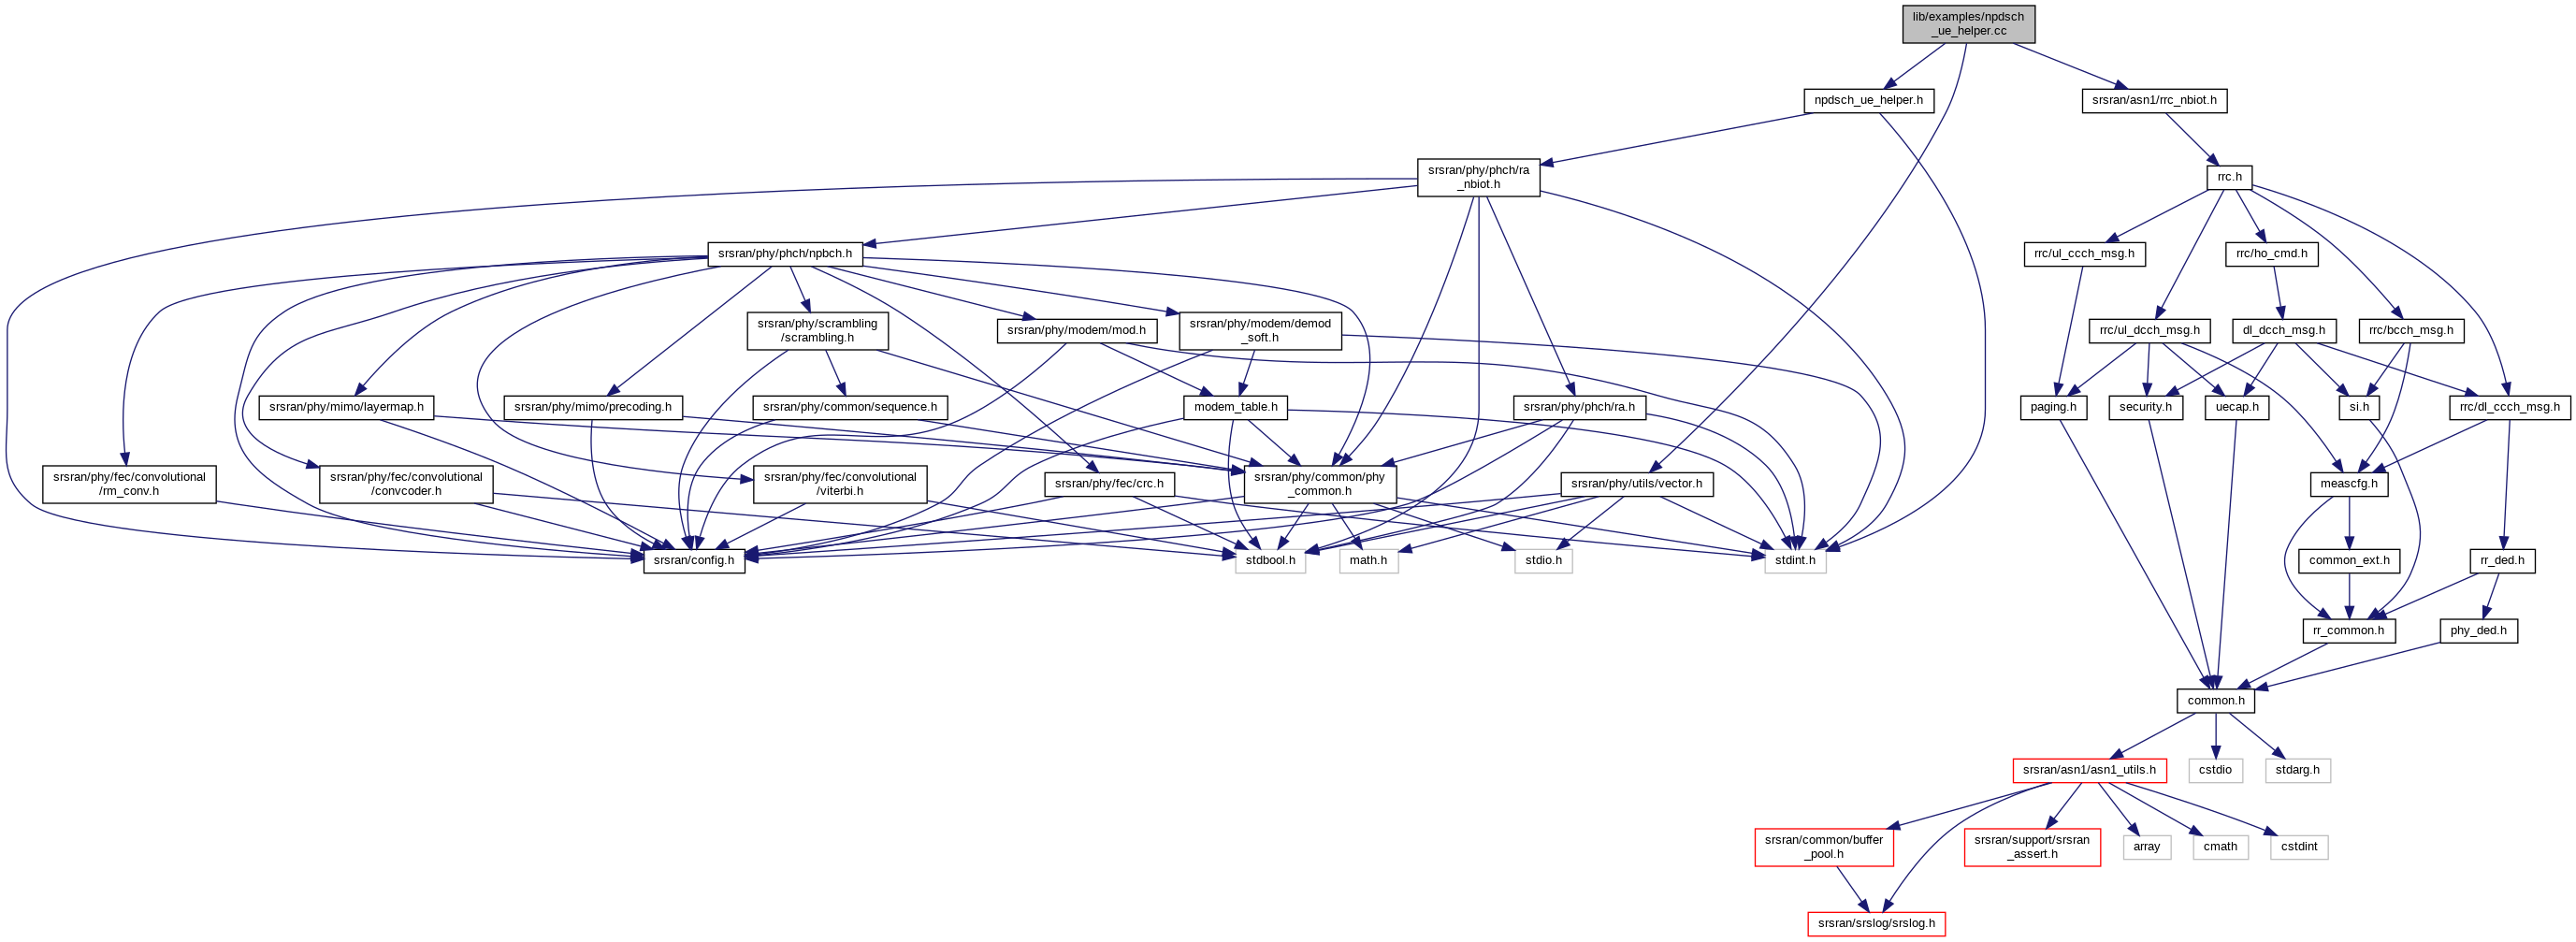 lib/examples/npdsch
_ue_helper.cc
npdsch_ue_helper.h
srsran/asn1/rrc_nbiot.h
srsran/phy/phch/ra
_nbiot.h
rrc.h
srsran/phy/phch/npbch.h
rrc/ul_ccch_msg.h
rrc/ho_cmd.h
srsran/phy/scrambling
/scrambling.h
srsran/phy/modem/mod.h
srsran/phy/modem/demod
_soft.h
rrc/ul_dcch_msg.h
dl_dcch_msg.h
rrc/bcch_msg.h
srsran/phy/mimo/layermap.h
srsran/phy/mimo/precoding.h
srsran/phy/common/sequence.h
modem_table.h
srsran/phy/phch/ra.h
paging.h
security.h
uecap.h
si.h
rrc/dl_ccch_msg.h
srsran/phy/fec/convolutional
/rm_conv.h
srsran/phy/fec/convolutional
/convcoder.h
srsran/phy/fec/convolutional
/viterbi.h
srsran/phy/fec/crc.h
srsran/phy/common/phy
_common.h
srsran/phy/utils/vector.h
meascfg.h
srsran/config.h
stdbool.h
math.h
stdio.h
stdint.h
common_ext.h
rr_ded.h
rr_common.h
phy_ded.h
common.h
srsran/asn1/asn1_utils.h
cstdio
stdarg.h
srsran/common/buffer
_pool.h
srsran/support/srsran
_assert.h
array
cmath
cstdint
srsran/srslog/srslog.h